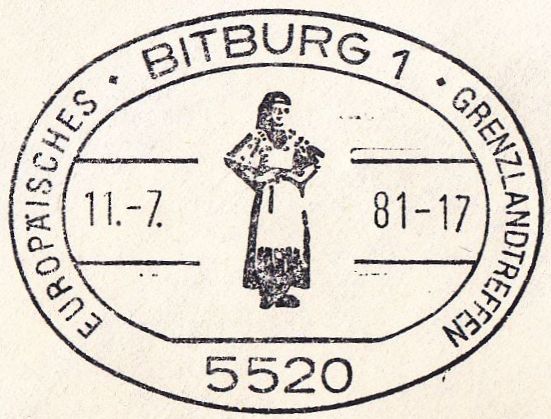 BITBURG 1
EUROPÄISCHES · · GRENZLANDTREFFEN
11.-7. 81-17
5520